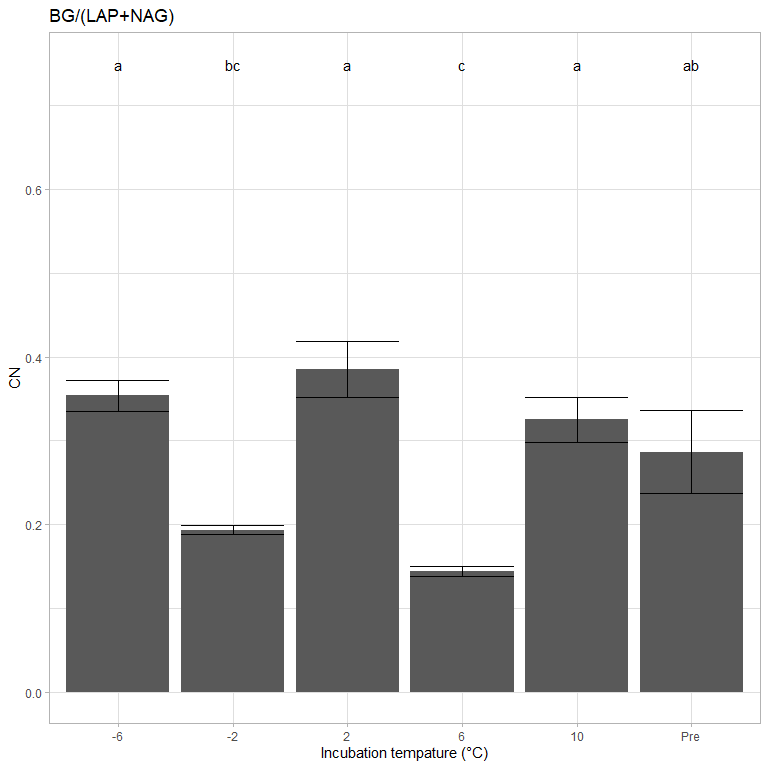 BG/(LAP+NAG)
a bc a c a ab
0.6
0.4
CN
0.2
0.0
-6 -2 2 6 10 Pre
Incubation tempature (°C)